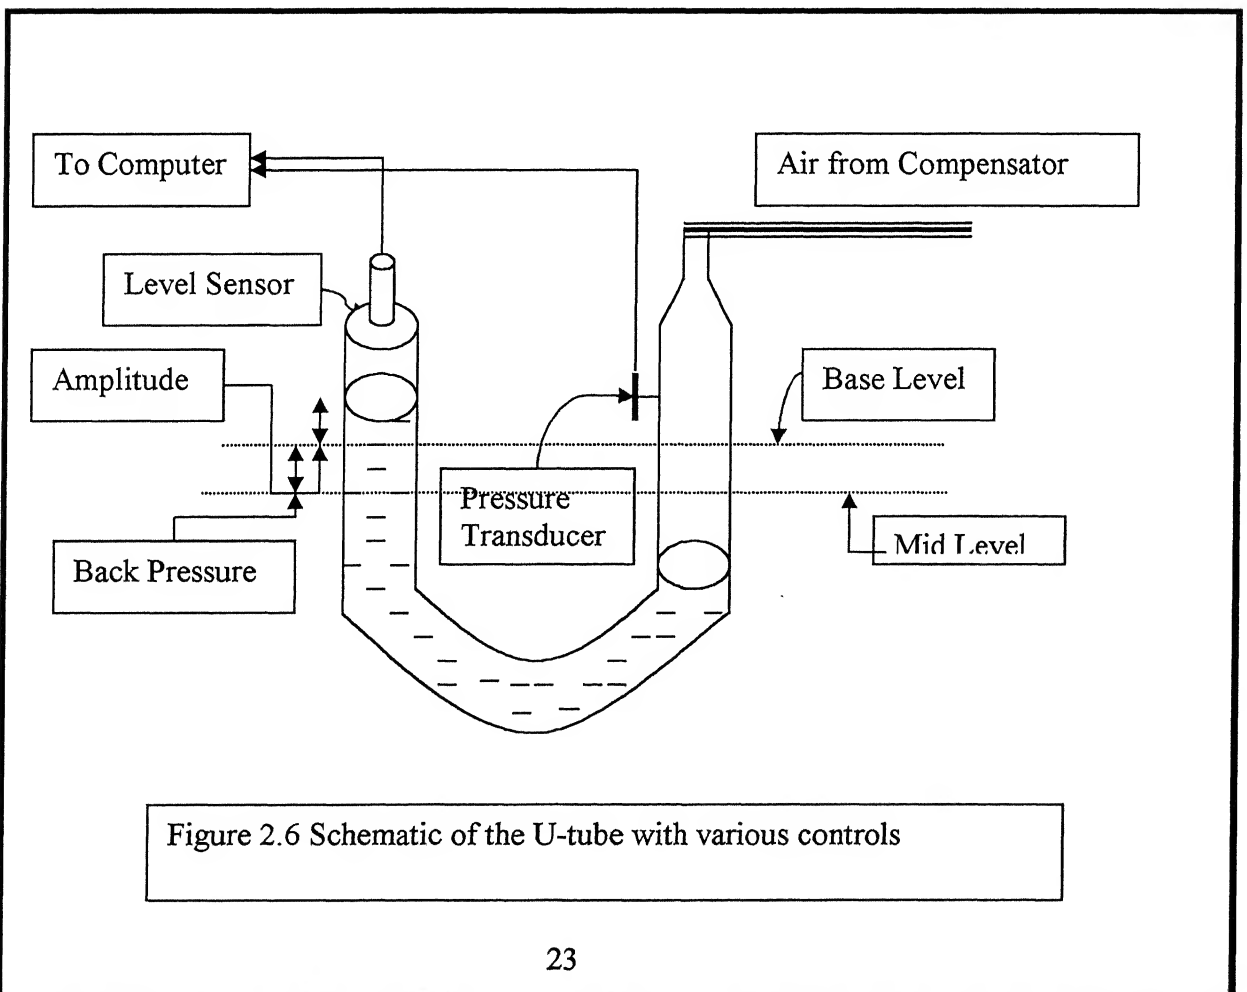 To Computer
Air from Compensator
Level Sensor
Amplitude
Base Level
Pressure
Transducer
Mid Level
Back Pressure
Figure 2.6 Schematic of the U-tube with various controls
23